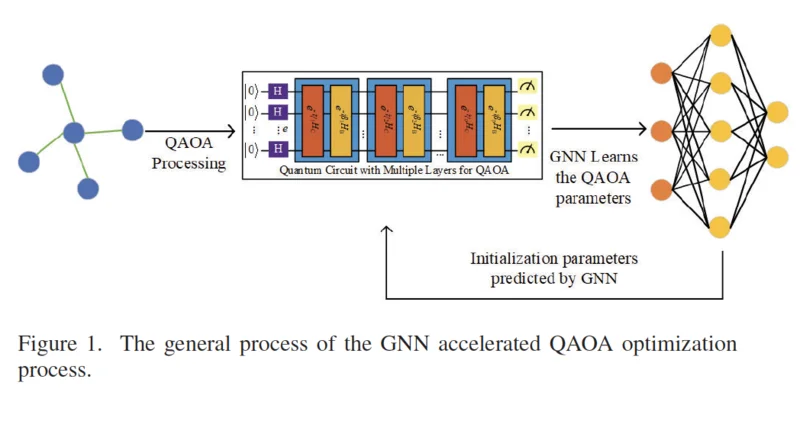 QAOA
Processing
|0⟩ H
|0⟩ H
|0⟩ H
Quantum Circuit with Multiple Layers for QAOA
GNN Learns
the QAOA
parameters
Initialization parameters
predicted by GNN
Figure 1. The general process of the GNN accelerated QAOA optimization
process.